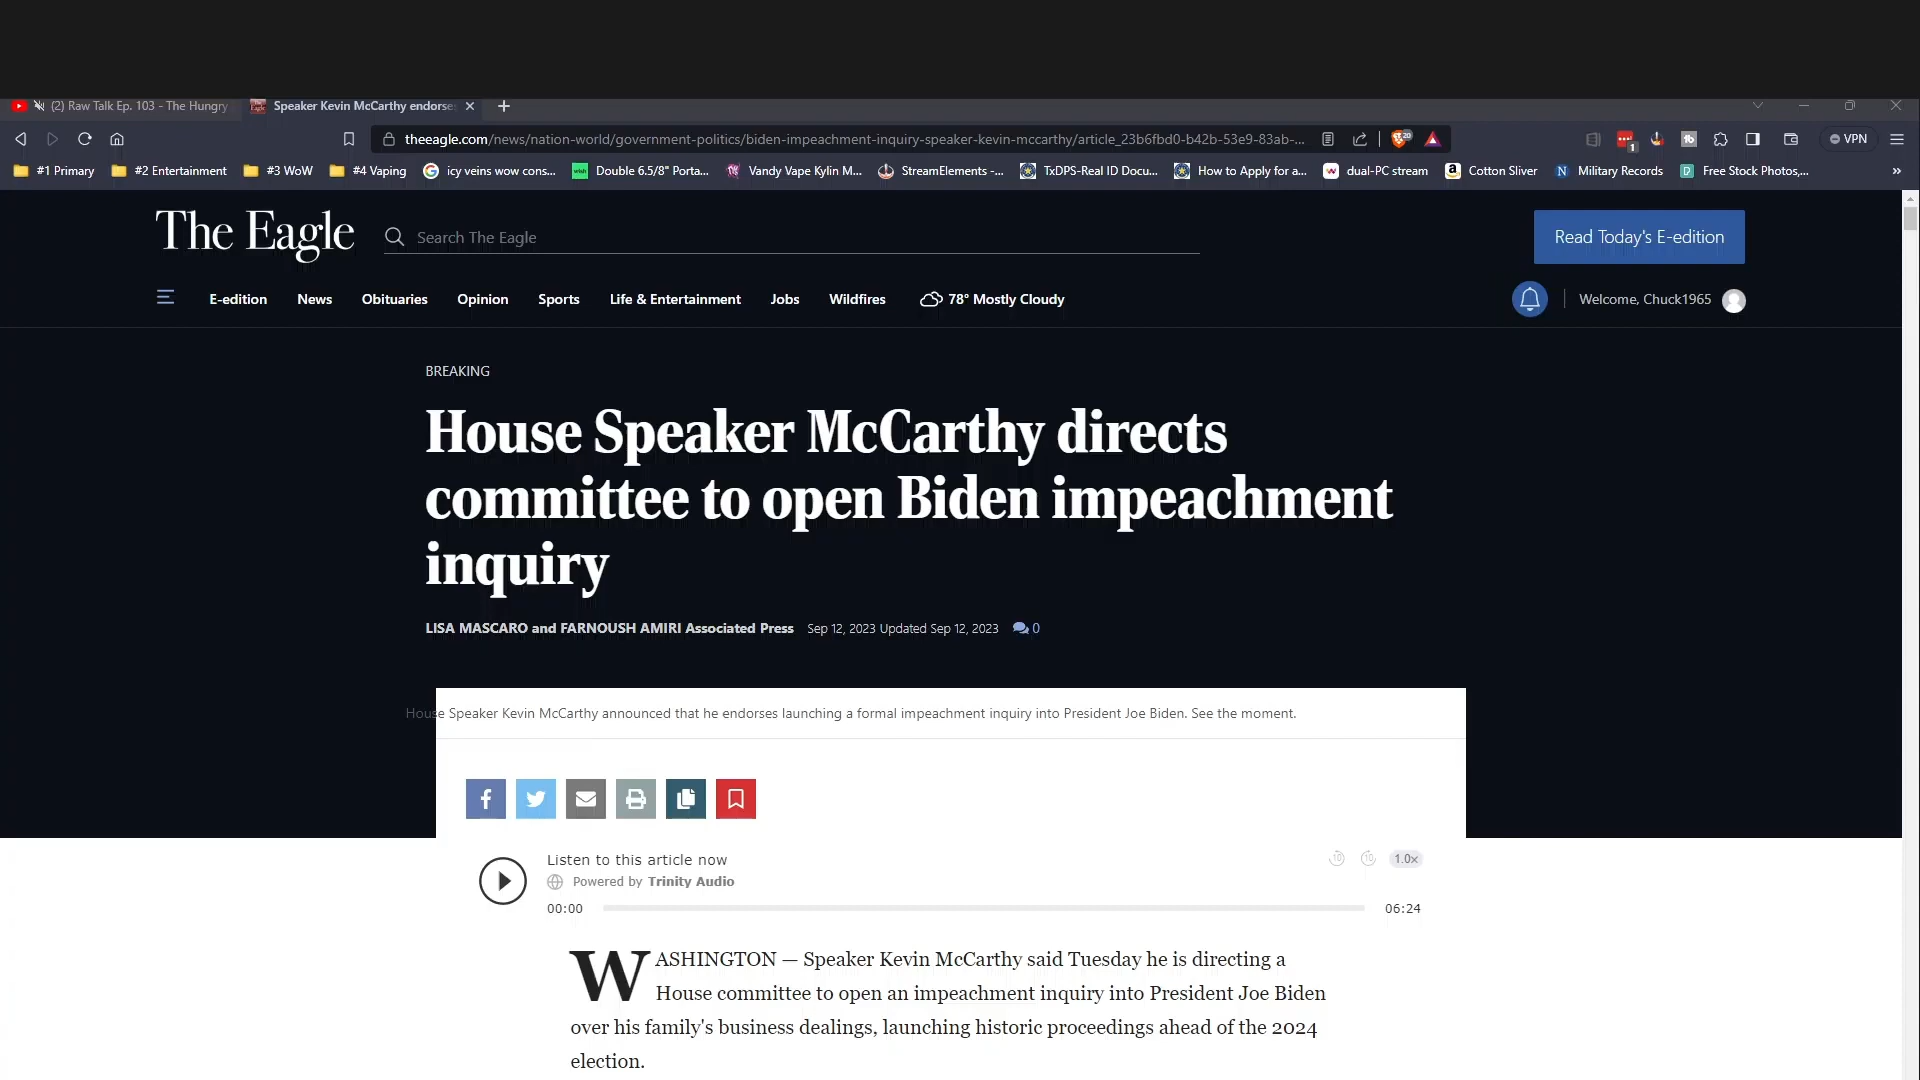 (2) Raw Talk Ep. 103 - The Hungry
Speaker Kevin McCarthy endorse
theeagle.com/news/nation-world/government-politics/biden-impeachment-inquiry-speaker-kevin-mccarthy/article_23b6fbd0-b42b-53e9-83ab-...
20
1
VPN
#1 Primary
#2 Entertainment
#3 WoW
#4 Vaping
icy veins wow cons...
wish
Double 6.5/8" Porta...
Vandy Vape Kylin M...
StreamElements -...
TxDPS-Real ID Docu...
How to Apply for a...
dual-PC stream
Cotton Sliver
Military Records
Free Stock Photos,...
The Eagle
Search The Eagle
Read Today's E-edition
E-edition
News
Obituaries
Opinion
Sports
Life & Entertainment
Jobs
Wildfires
78° Mostly Cloudy
Welcome, Chuck1965
BREAKING
House Speaker McCarthy directs
committee to open Biden impeachment
inquiry
LISA MASCARO and FARNOUSH AMIRI Associated Press Sep 12, 2023 Updated Sep 12, 2023 0
House Speaker Kevin McCarthy announced that he endorses launching a formal impeachment inquiry into President Joe Biden. See the moment.
Listen to this article now
10 10 1.0x
Powered by Trinity Audio
00:00
06:24
WASHINGTON — Speaker Kevin McCarthy said Tuesday he is directing a
House committee to open an impeachment inquiry into President Joe Biden
over his family's business dealings, launching historic proceedings ahead of the 2024
election.